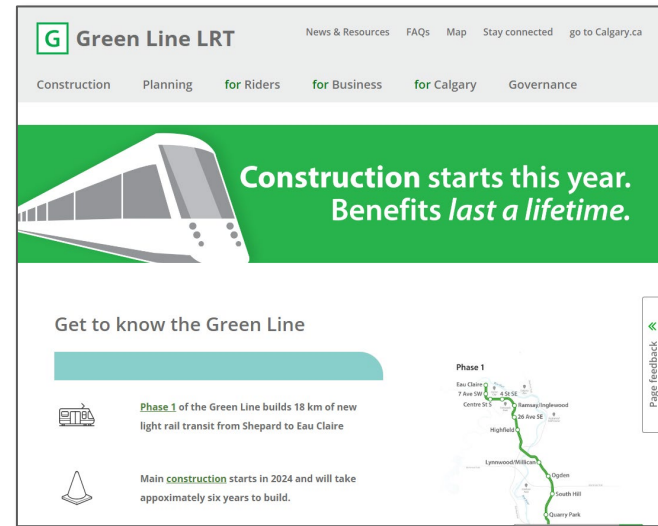 G Green Line LRT
News & Resources FAQs Map Stay connected go to Calgary.ca
Construction Planning for Riders for Business for Calgary Governance
Construction starts this year.
Benefits last a lifetime.
Get to know the Green Line
Phase 1 of the Green Line builds 18 km of new
light rail transit from Shepard to Eau Claire
Main construction starts in 2024 and will take
appoximately six years to build.
Phase 1
Eau Claire
7 Ave SW
4 St SE
Centre St S
Ramsay/Inglewood
26 Ave SE
Highfield
Lynnwood/Millican
Ogden
South Hill
Quarry Park
Page feedback